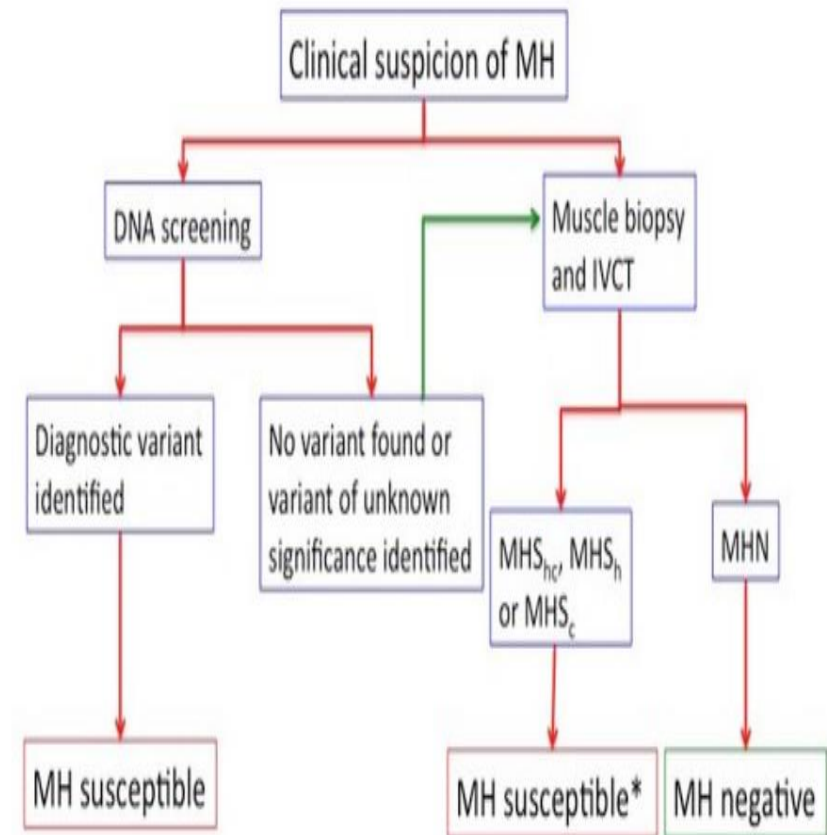 Clinical suspicion of MH
DNA screening
Muscle biopsy
and IVCT
Diagnostic variant
identified
No variant found or
variant of unknown
significance identified
MHShc, MHSh
or MHSc
MHN
MH susceptible
MH susceptible*
MH negative